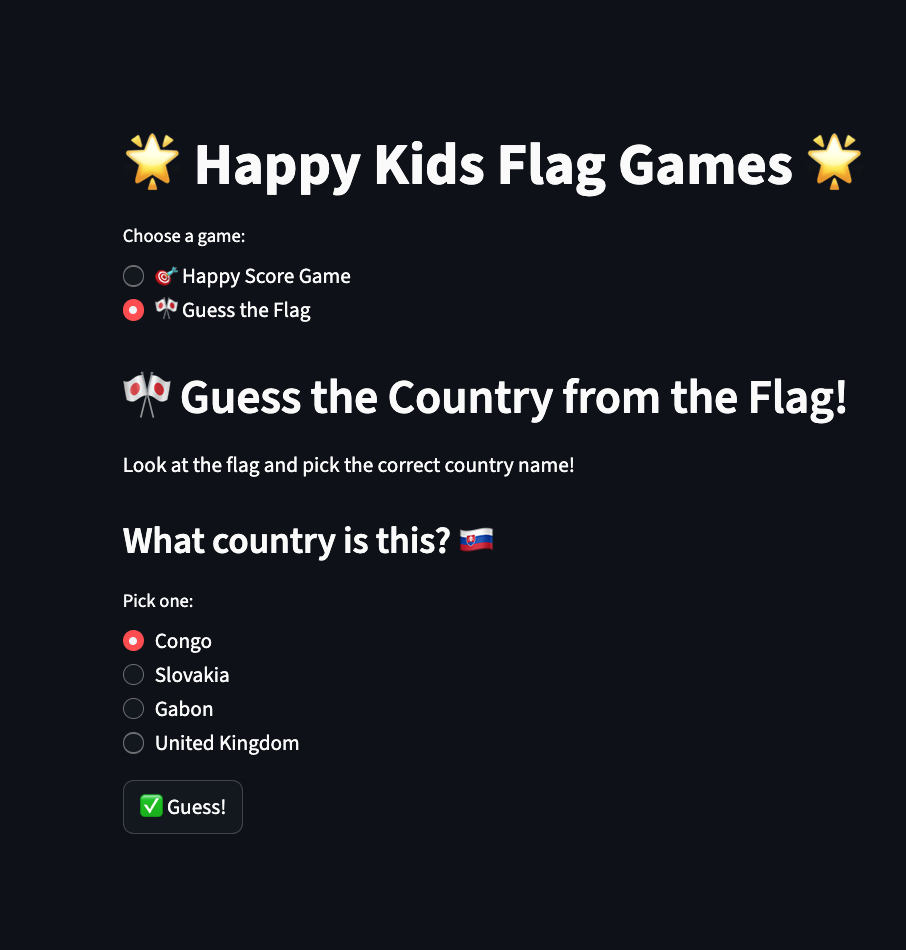 🌟 Happy Kids Flag Games 🌟
Choose a game:
🎯 Happy Score Game
🎌 Guess the Flag
🎌 Guess the Country from the Flag!
Look at the flag and pick the correct country name!
What country is this? 🇸🇰
Pick one:
Congo
Slovakia
Gabon
United Kingdom
✅ Guess!